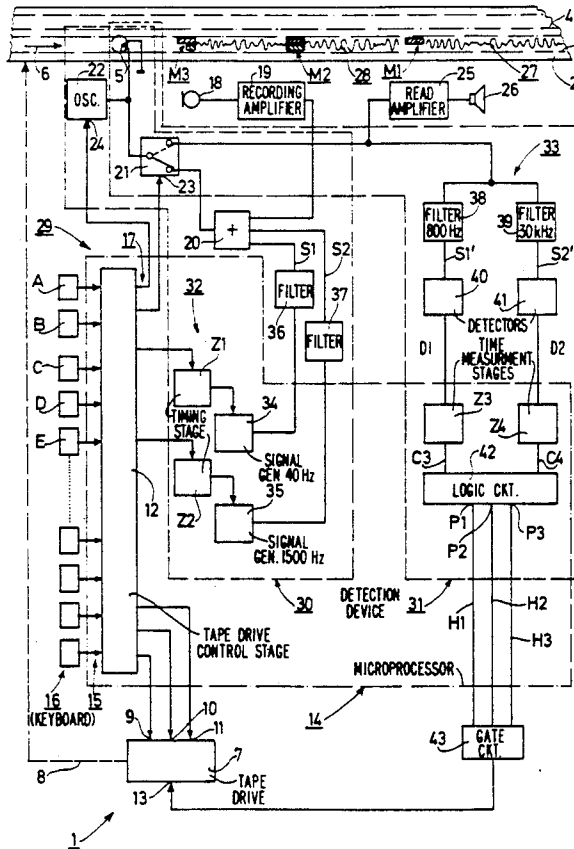 4
6
5
M3
M2
28
M1
27
22
OSC.
24
18
19
RECORDING
AMPLIFIER
25
READ
AMPLIFIER
26
2
21
23
33
FILTER
800 Hz
38
39
FILTER
30 kHz
29
17
20
+
S1
S2
S1'
S2'
32
36
FILTER
37
FILTER
40
41
DETECTORS
D1
D2
TIME
MEASURMENT
STAGES
A
B
C
D
E
Z1
TIMING
STAGE
34
SIGNAL
GEN 40 Hz
Z2
35
SIGNAL
GEN. 1500 Hz
12
Z3
Z4
C3
C4
42
LOGIC CKT.
P1
P2
P3
30
DETECTION
DEVICE
31
H1
H2
H3
TAPE DRIVE
CONTROL STAGE
16
(KEYBOARD)
15
MICROPROCESSOR
14
9
10
11
8
7
TAPE
DRIVE
13
43
GATE
CKT.
1